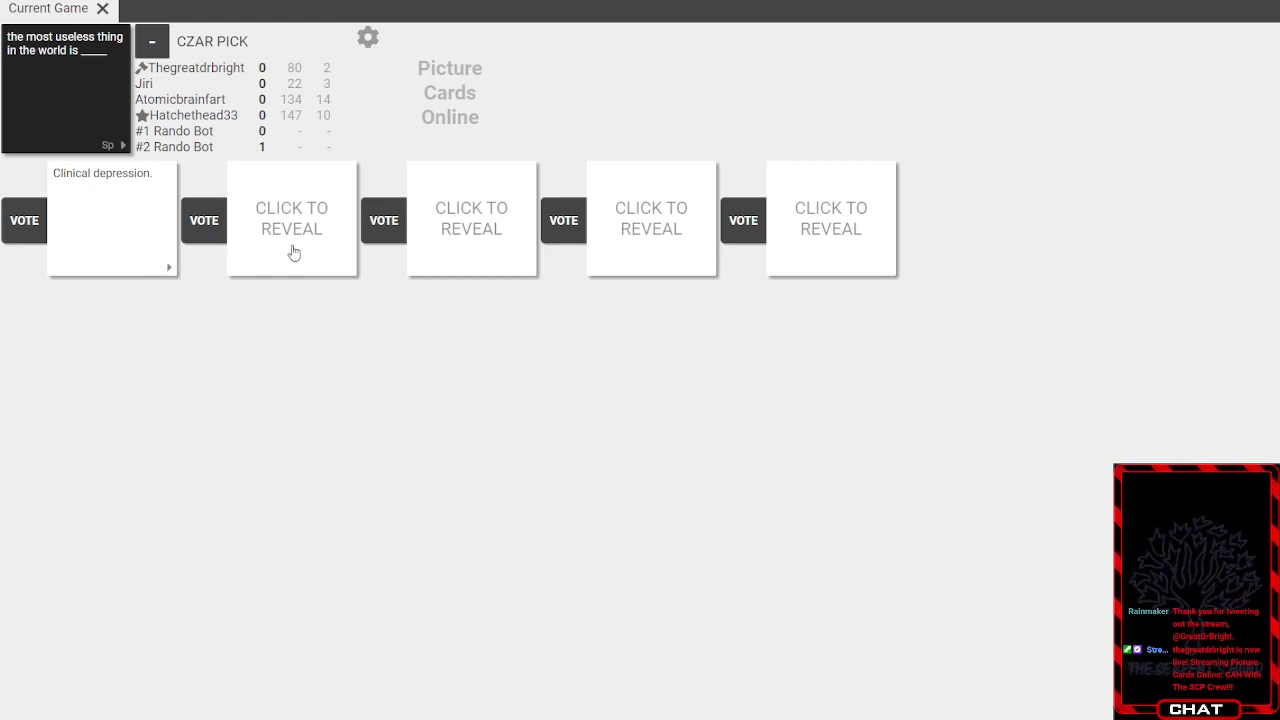 Current Game
the most useless thing
in the world is _____
Sp
-
CZAR PICK
Thegreatdrbright 0 80 2
Jiri 0 22 3
Atomicbrainfart 0 134 14
Hatchethead33 0 147 10
#1 Rando Bot 0 - -
#2 Rando Bot 1 - -
Picture
Cards
Online
VOTE
Clinical depression.
VOTE
CLICK TO
REVEAL
VOTE
CLICK TO
REVEAL
VOTE
CLICK TO
REVEAL
VOTE
CLICK TO
REVEAL
Rainmaker Thank you for tweeting
out the stream,
@GreatDrBright.
Stre... thegreatdrbright is now
live! Streaming Picture
Cards Online: CAH With
The SCP Crew!!!
CHAT